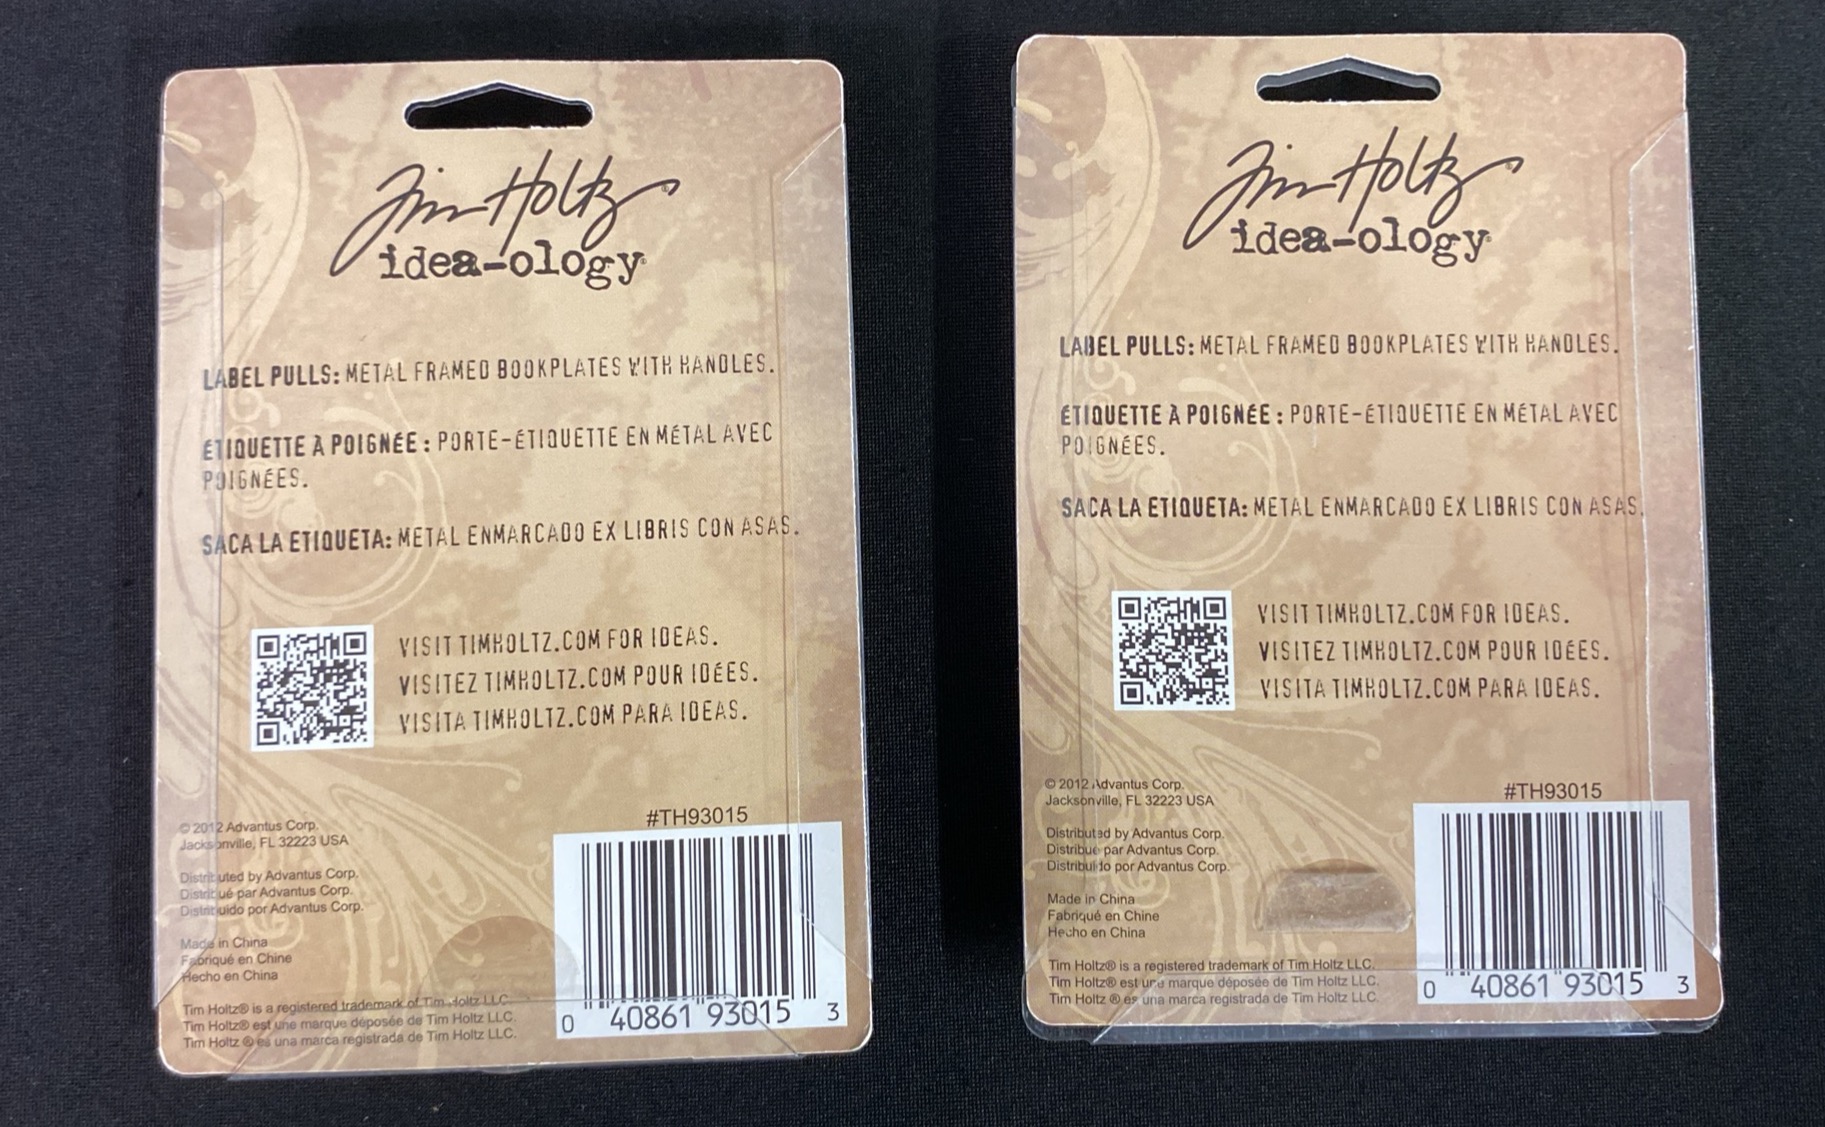 Tim Holtz®
idea-ology®
LABEL PULLS: METAL FRAMED BOOKPLATES WITH HANDLES.
ÉTIQUETTE À POIGNÉE : PORTE-ÉTIQUETTE EN MÉTAL AVEC
POIGNÉES.
SACA LA ETIQUETA: METAL ENMARCADO EX LIBRIS CON ASAS.
VISIT TIMHOLTZ.COM FOR IDEAS.
VISITEZ TIMHOLTZ.COM POUR IDÉES.
VISITA TIMHOLTZ.COM PARA IDEAS.
© 2012 Advantus Corp.
Jacksonville, FL 32223 USA
Distributed by Advantus Corp.
Distribué par Advantus Corp.
Distribuido por Advantus Corp.
Made in China
Fabriqué en Chine
Hecho en China
Tim Holtz® is a registered trademark of Tim Holtz LLC.
Tim Holtz® est une marque déposée de Tim Holtz LLC.
Tim Holtz ® es una marca registrada de Tim Holtz LLC.
#TH93015
0 40861 93015 3
Tim Holtz®
idea-ology®
LABEL PULLS: METAL FRAMED BOOKPLATES WITH HANDLES.
ÉTIQUETTE À POIGNÉE : PORTE-ÉTIQUETTE EN MÉTAL AVEC
POIGNÉES.
SACA LA ETIQUETA: METAL ENMARCADO EX LIBRIS CON ASAS.
VISIT TIMHOLTZ.COM FOR IDEAS.
VISITEZ TIMHOLTZ.COM POUR IDÉES.
VISITA TIMHOLTZ.COM PARA IDEAS.
© 2012 Advantus Corp.
Jacksonville, FL 32223 USA
Distributed by Advantus Corp.
Distribué par Advantus Corp.
Distribuido por Advantus Corp.
Made in China
Fabriqué en Chine
Hecho en China
Tim Holtz® is a registered trademark of Tim Holtz LLC.
Tim Holtz® est une marque déposée de Tim Holtz LLC.
Tim Holtz ® es una marca registrada de Tim Holtz LLC.
#TH93015
0 40861 93015 3